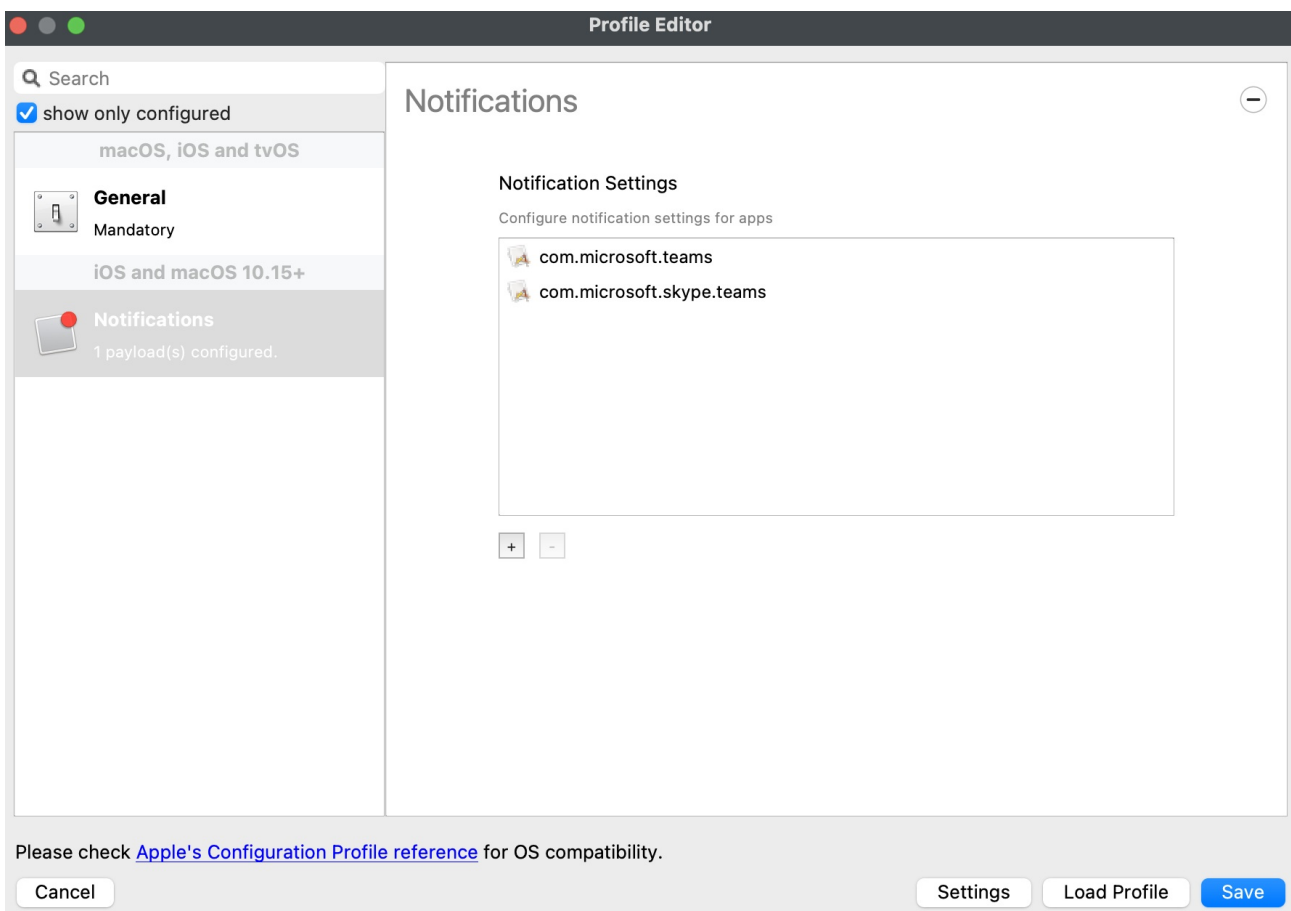 Profile Editor
Search
show only configured
macOS, iOS and tvOS
General
Mandatory
iOS and macOS 10.15+
Notifications
1 payload(s) configured.
Notifications
Notification Settings
Configure notification settings for apps
com.microsoft.teams
com.microsoft.skype.teams
+ -
Please check Apple's Configuration Profile reference for OS compatibility.
Cancel Settings Load Profile Save